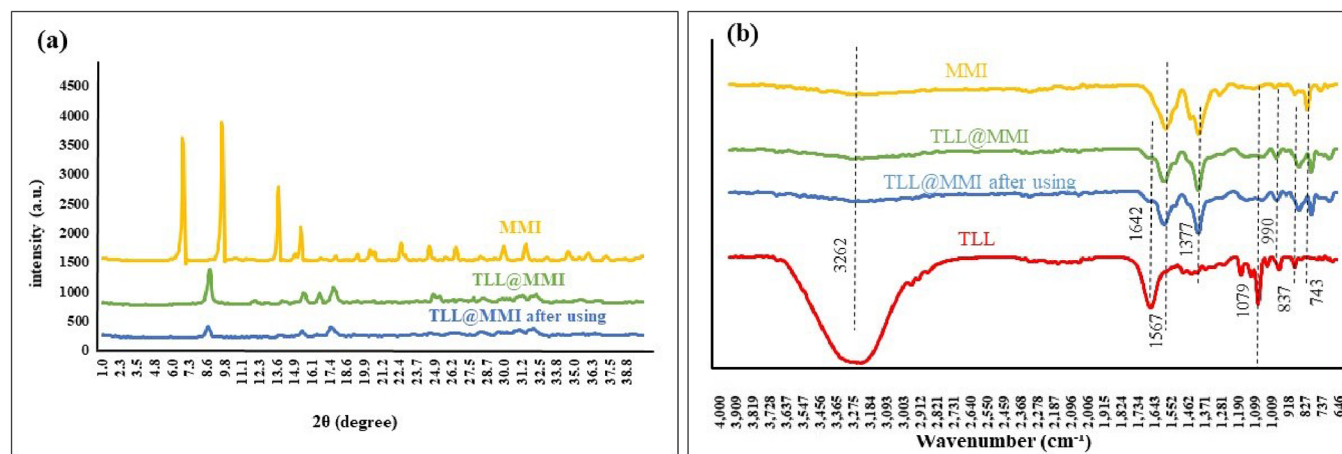 (a)
4500
4000
3500
3000
2500
2000
1500
1000
500
0
intensity (a.u.)
MMI
TLL@MMI
TLL@MMI after using
1.0 2.3 3.5 4.8 6.0 7.3 8.6 9.8 11.1 12.3 13.6 14.9 16.1 17.4 18.6 19.9 21.2 22.4 23.7 24.9 26.2 27.5 28.7 30.0 31.2 32.5 33.8 35.0 36.3 37.5 38.8
2θ (degree)
(b)
MMI
TLL@MMI
TLL@MMI after using
TLL
3262
1642
1567
1377
1079
990
837
743
4,000 3,909 3,819 3,728 3,637 3,547 3,456 3,365 3,275 3,184 3,093 3,003 2,912 2,821 2,731 2,640 2,550 2,459 2,368 2,278 2,187 2,096 2,006 1,915 1,824 1,734 1,643 1,552 1,462 1,371 1,281 1,190 1,099 1,009 918 827 737 646
Wavenumber (cm⁻¹)